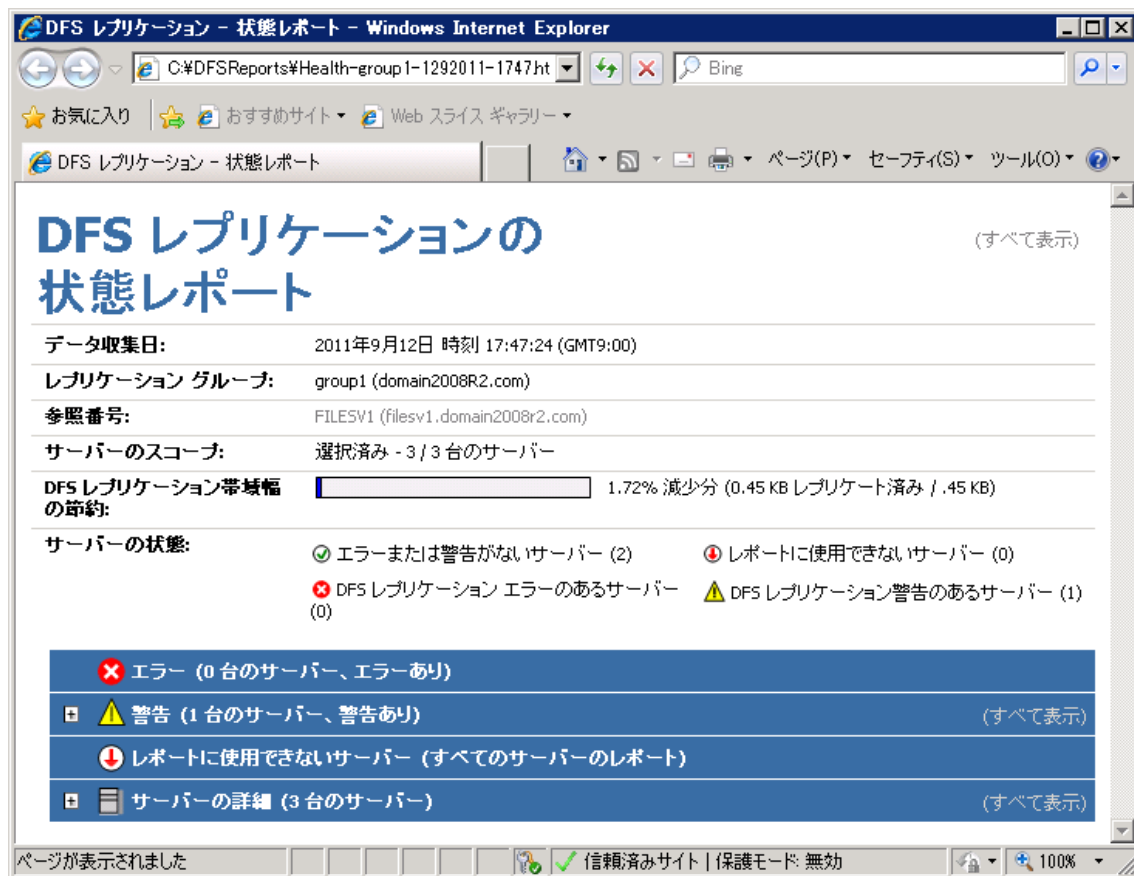 DFS レプリケーション - 状態レポート - Windows Internet Explorer
C:¥DFSReports¥Health-group1-1292011-1747.ht
Bing
お気に入り
おすすめサイト
Web スライス ギャラリー
DFS レプリケーション - 状態レポート
ページ(P)
セーフティ(S)
ツール(O)
DFS レプリケーションの
状態レポート
(すべて表示)
データ収集日:
2011年9月12日 時刻 17:47:24 (GMT9:00)
レプリケーション グループ:
group1 (domain2008R2.com)
参照番号:
FILESV1 (filesv1.domain2008r2.com)
サーバーのスコープ:
選択済み - 3 / 3 台のサーバー
DFS レプリケーション帯域幅
の節約:
1.72% 減少分 (0.45 KB レプリケート済み / .45 KB)
サーバーの状態:
エラーまたは警告がないサーバー (2)
レポートに使用できないサーバー (0)
DFS レプリケーション エラーのあるサーバー
(0)
DFS レプリケーション警告のあるサーバー (1)
エラー (0 台のサーバー、エラーあり)
警告 (1 台のサーバー、警告あり)
(すべて表示)
レポートに使用できないサーバー (すべてのサーバーのレポート)
サーバーの詳細 (3 台のサーバー)
(すべて表示)
ページが表示されました
信頼済みサイト | 保護モード: 無効
100%